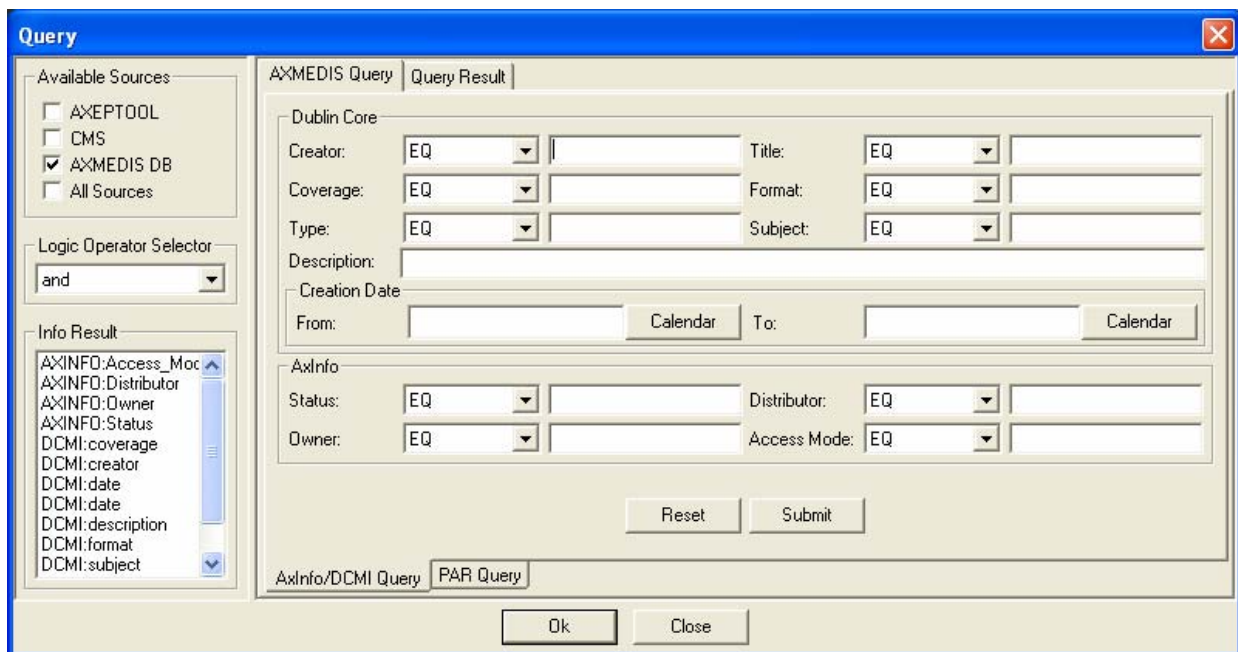 Query
Available Sources
AXEPTOOL
CMS
AXMEDIS DB
All Sources
Logic Operator Selector
and
Info Result
AXINFO:Access_Moc
AXINFO:Distributor
AXINFO:Owner
AXINFO:Status
DCMI:coverage
DCMI:creator
DCMI:date
DCMI:date
DCMI:description
DCMI:format
DCMI:subject
AXMEDIS Query Query Result
Dublin Core
Creator: EQ Title: EQ
Coverage: EQ Format: EQ
Type: EQ Subject: EQ
Description:
Creation Date
From: Calendar To: Calendar
AxInfo
Status: EQ Distributor: EQ
Owner: EQ Access Mode: EQ
Reset Submit
AxInfo/DCMI Query PAR Query
Ok Close